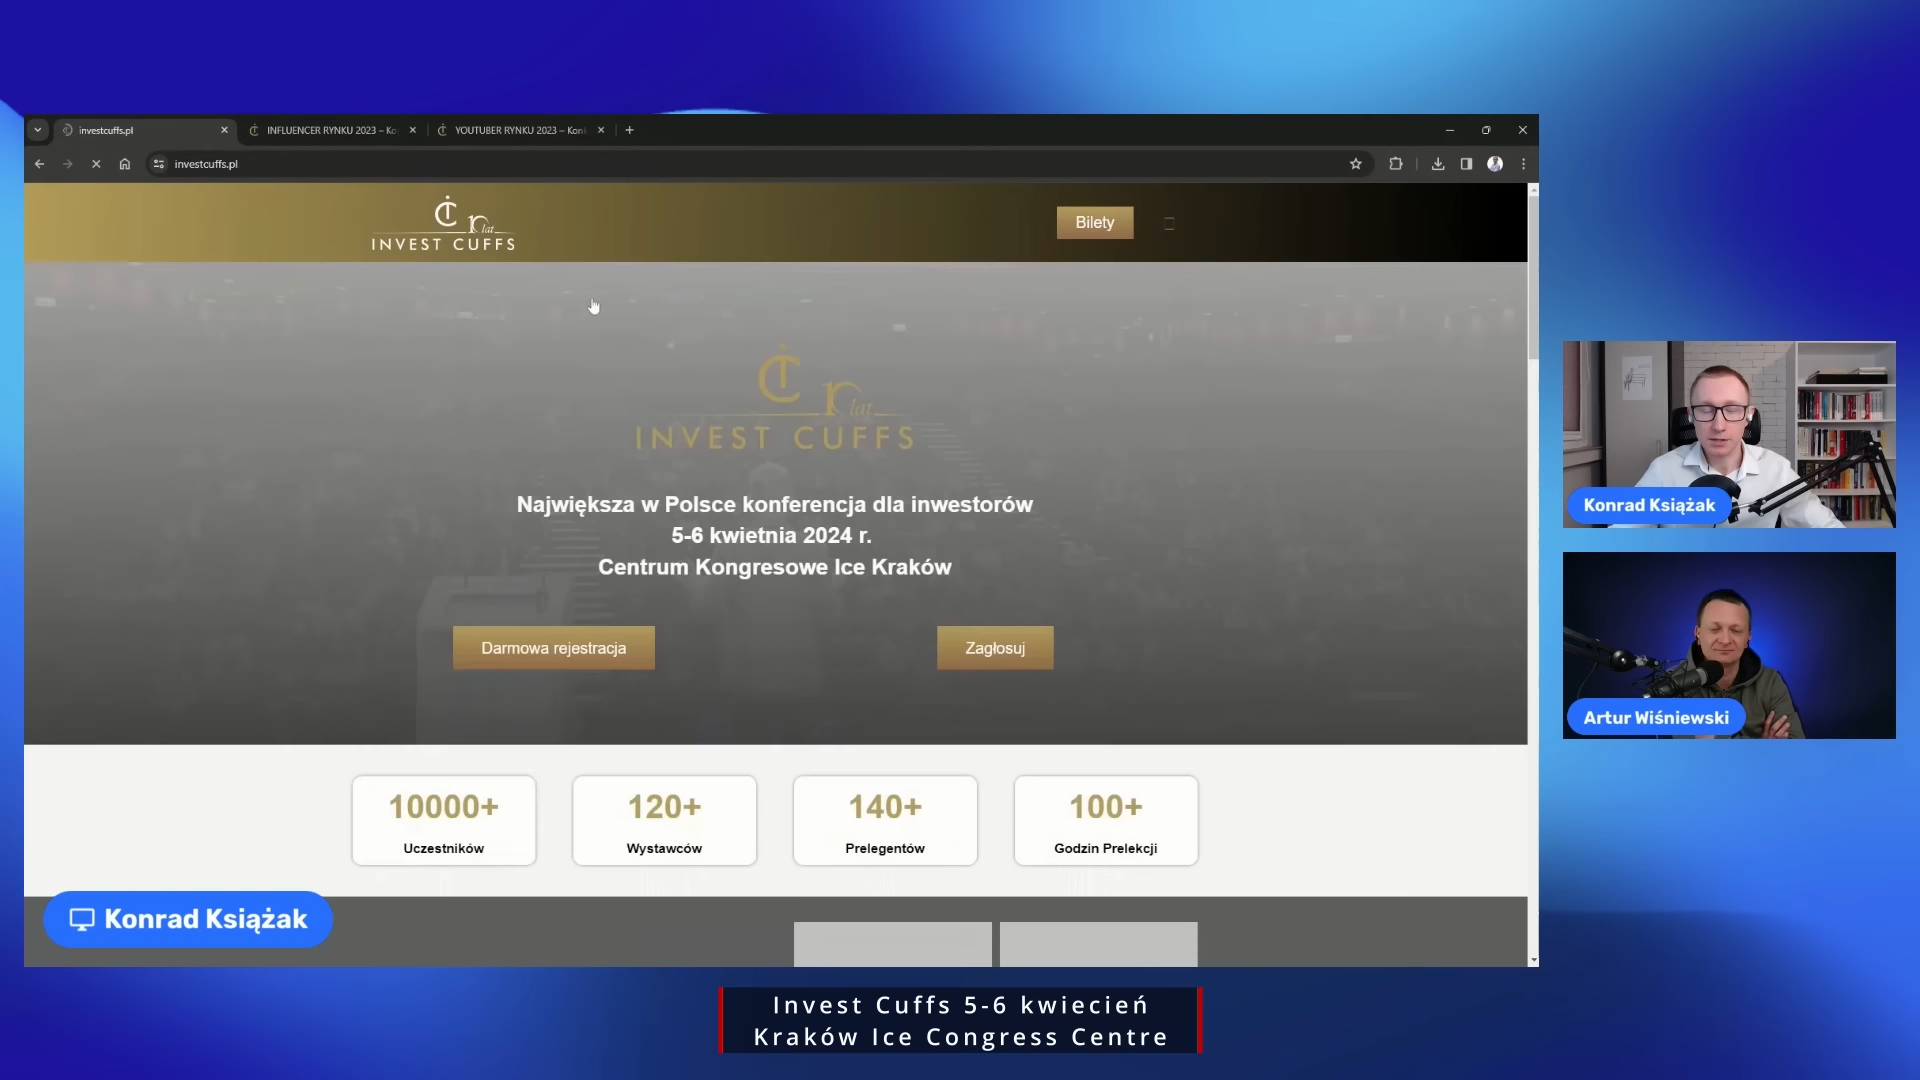 investcuffs.pl
INFLUENCER RYNKU 2023 – Ko
YOUTUBER RYNKU 2023 – Kon
investcuffs.pl
lat
INVEST CUFFS
Bilety
lat
INVEST CUFFS
Największa w Polsce konferencja dla inwestorów
5-6 kwietnia 2024 r.
Centrum Kongresowe Ice Kraków
Darmowa rejestracja
Zagłosuj
10000+
Uczestników
120+
Wystawców
140+
Prelegentów
100+
Godzin Prelekcji
Konrad Książak
Konrad Książak
Artur Wiśniewski
Invest Cuffs 5-6 kwiecień
Kraków Ice Congress Centre